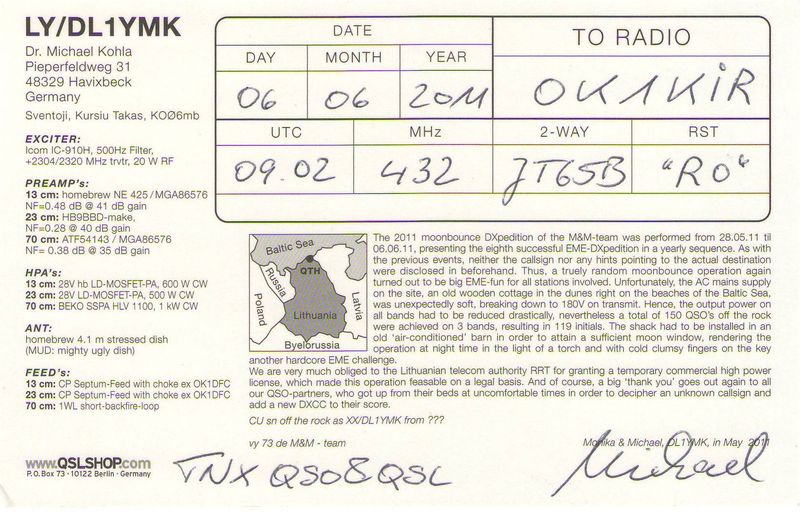 LY/DL1YMK
Dr. Michael Kohla
Pieperfeldweg 31
48329 Havixbeck
Germany
Sventoji, Kursiu Takas, KOØ6mb
EXCITER:
Icom IC-910H, 500Hz Filter,
+2304/2320 MHz trvtr, 20 W RF
PREAMP's:
13 cm: homebrew NE 425 / MGA86576
NF=0.48 dB @ 41 dB gain
23 cm: HB9BBD-make,
NF=0.28 @ 40 dB gain
70 cm: ATF54143 / MGA86576
NF= 0.38 dB @ 35 dB gain
HPA's:
13 cm: 28V hb LD-MOSFET-PA, 600 W CW
23 cm: 28V LD-MOSFET-PA, 500 W CW
70 cm: BEKO SSPA HLV 1100, 1 kW CW
ANT:
homebrew 4.1 m stressed dish
(MUD: mighty ugly dish)
FEED's:
13 cm: CP Septum-Feed with choke ex OK1DFC
23 cm: CP Septum-Feed with choke ex OK1DFC
70 cm: 1WL short-backfire-loop
www.QSLSHOP.com
P.O. Box 73 · 10122 Berlin · Germany
DATE
TO RADIO
DAY MONTH YEAR
06 06 2011 OK1KIR
UTC MHz 2-WAY RST
09.02 432 JT65B "RO"
Baltic Sea
QTH
Russia
Lithuania
Latvia
Poland
Byelorussia
The 2011 moonbounce DXpedition of the M&M-team was performed from 28.05.11 til
06.06.11, presenting the eighth successful EME-DXpedition in a yearly sequence. As with
the previous events, neither the callsign nor any hints pointing to the actual destination
were disclosed in beforehand. Thus, a truely random moonbounce operation again
turned out to be big EME-fun for all stations involved. Unfortunately, the AC mains supply
on the site, an old wooden cottage in the dunes right on the beaches of the Baltic Sea,
was unexpectedly soft, breaking down to 180V on transmit. Hence, the output power on
all bands had to be reduced drastically, nevertheless a total of 150 QSO's off the rock
were achieved on 3 bands, resulting in 119 initials. The shack had to be installed in an
old 'air-conditioned' barn in order to attain a sufficient moon window, rendering the
operation at night time in the light of a torch and with cold clumsy fingers on the key
another hardcore EME challenge.
We are very much obliged to the Lithuanian telecom authority RRT for granting a temporary commercial high power
license, which made this operation feasable on a legal basis. And of course, a big 'thank you' goes out again to all
our QSO-partners, who got up from their beds at uncomfortable times in order to decipher an unknown callsign and
add a new DXCC to their score.
CU sn off the rock as XX/DL1YMK from ???
vy 73 de M&M - team
Monika & Michael, DL1YMK, in May 2011
TNX QSO & QSL
Michael